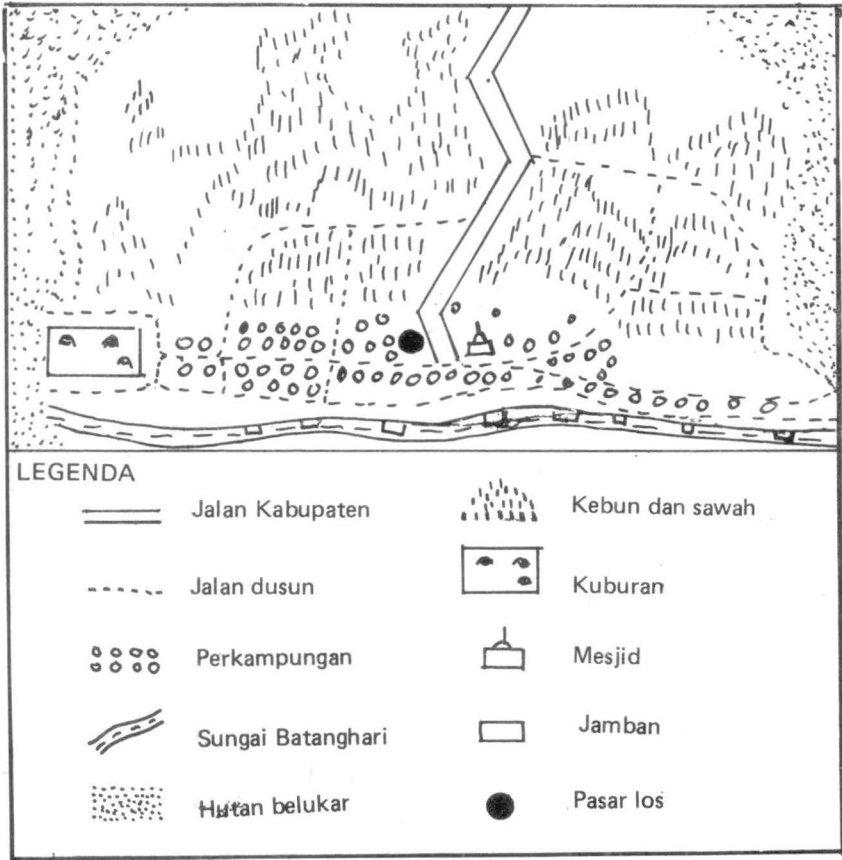 LEGENDA
Jalan Kabupaten
Jalan dusun
Perkampungan
Sungai Batanghari
Hutan belukar
Kebun dan sawah
Kuburan
Mesjid
Jamban
Pasar los